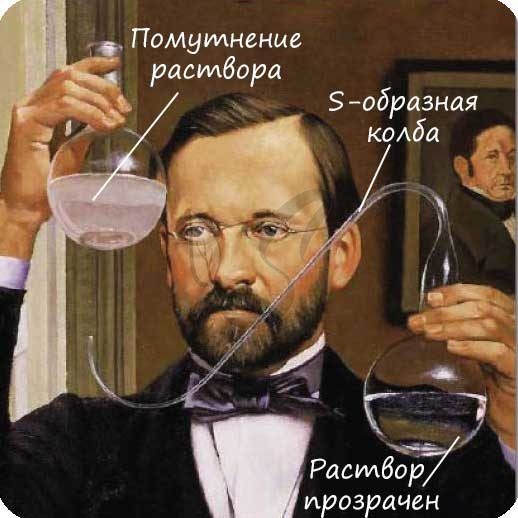 Помутнение
раствора
S-образная
колба
Раствор
прозрачен